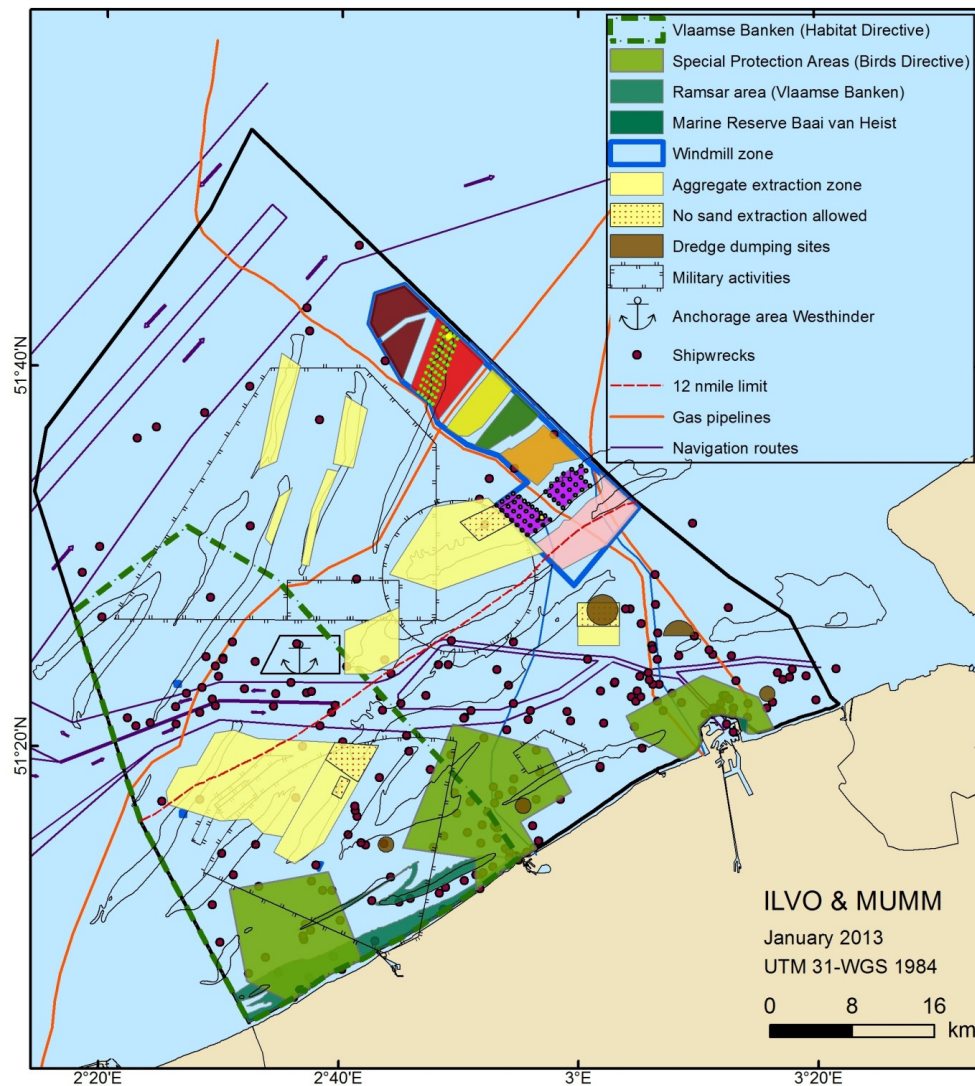 Vlaamse Banken (Habitat Directive)
Special Protection Areas (Birds Directive)
Ramsar area (Vlaamse Banken)
Marine Reserve Baai van Heist
Windmill zone
Aggregate extraction zone
No sand extraction allowed
Dredge dumping sites
Military activities
Anchorage area Westhinder
Shipwrecks
12 nmile limit
Gas pipelines
Navigation routes
51°40'N
51°20'N
ILVO & MUMM
January 2013
UTM 31-WGS 1984
0 8 16
km
2°20'E 2°40'E 3°E 3°20'E